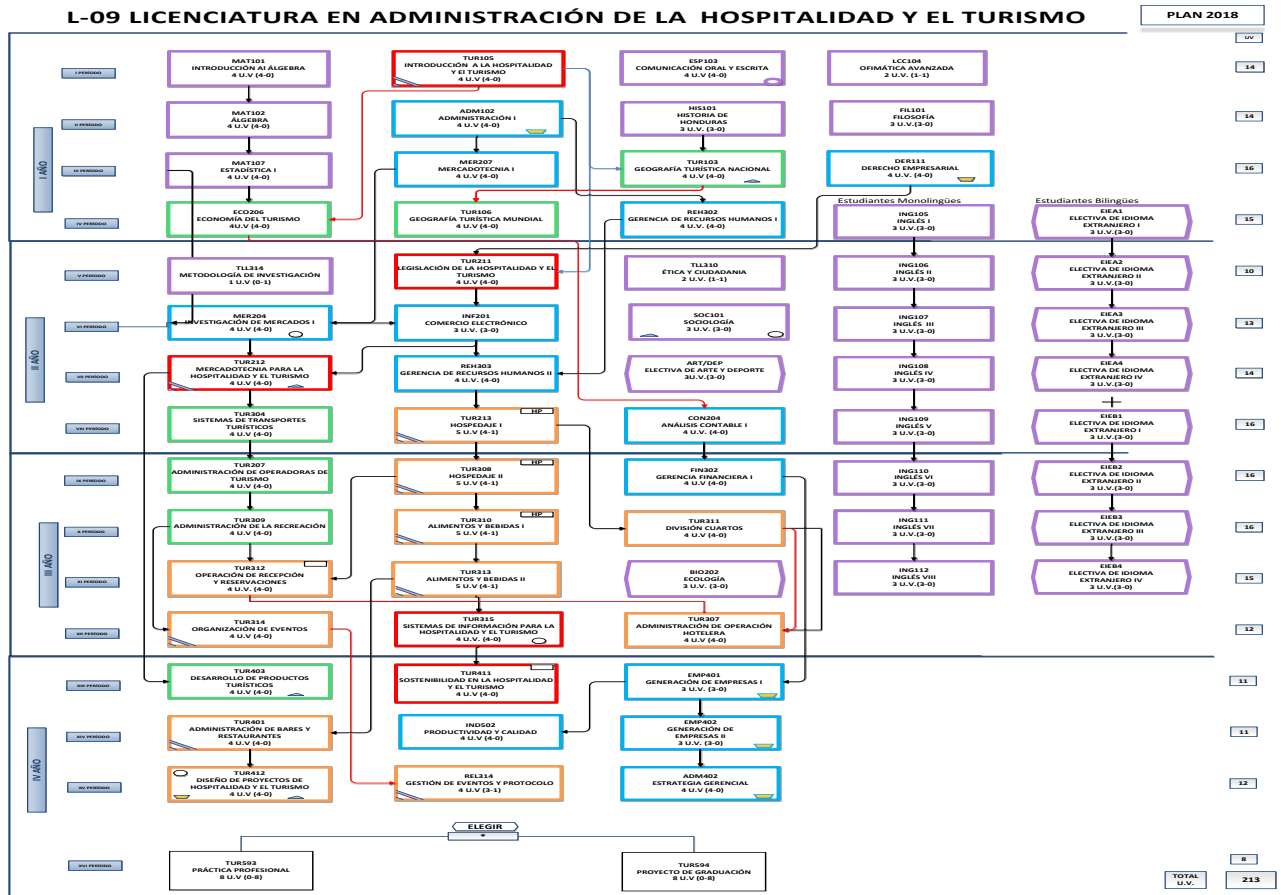 L-09 LICENCIATURA EN ADMINISTRACIÓN DE LA HOSPITALIDAD Y EL TURISMO
PLAN 2018
UV
I PERÍODO
MAT101
INTRODUCCIÓN Al ÁLGEBRA
4 U.V (4-0)
TUR105
INTRODUCCIÓN A LA HOSPITALIDAD
Y El TURISMO
4 U.V (4-0)
ESP103
COMUNICACIÓN ORAL Y ESCRITA
4 U.V (4-0)
LCC104
OFIMÁTICA AVANZADA
2 U.V. (1-1)
14
I AÑO
II PERÍODO
MAT102
ÁLGEBRA
4 U.V (4-0)
ADM102
ADMINISTRACIÓN I
4 U.V (4-0)
HIS101
HISTORIA DE
HONDURAS
3 U.V. (3-0)
FIL101
FILOSOFÍA
3 U.V. (3-0)
14
III PERÍODO
MAT107
ESTADÍSTICA I
4 U.V (4-0)
MER207
MERCADOTECNIA I
4 U.V (4-0)
TUR103
GEOGRAFÍA TURÍSTICA NACIONAL
4 U.V (4-0)
DER111
DERECHO EMPRESARIAL
4 U.V. (4-0)
16
IV PERÍODO
ECO206
ECONOMÍA DEL TURISMO
4U.V (4-0)
TUR106
GEOGRAFÍA TURÍSTICA MUNDIAL
4 U.V. (4-0)
REH302
GERENCIA DE RECURSOS HUMANOS I
4 U.V. (4-0)
Estudiantes Monolingües
ING105
INGLÉS I
3 U.V.(3-0)
Estudiantes Bilingües
EIEA1
ELECTIVA DE IDIOMA
EXTRANJERO I
3 U.V.(3-0)
15
II AÑO
V PERÍODO
TLL314
METODOLOGÍA DE INVESTIGACIÓN
1 U.V (0-1)
TUR211
LEGISLACIÓN DE LA HOSPITALIDAD Y EL
TURISMO
4 U.V (4-0)
TLL310
ÉTICA Y CIUDADANIA
2 U.V. (1-1)
ING106
INGLÉS II
3 U.V.(3-0)
EIEA2
ELECTIVA DE IDIOMA
EXTRANJERO II
3 U.V.(3-0)
10
VI PERÍODO
MER204
INVESTIGACIÓN DE MERCADOS I
4 U.V (4-0)
INF201
COMERCIO ELECTRÓNICO
3 U.V. (3-0)
SOC101
SOCIOLOGÍA
3 U.V. (3-0)
ING107
INGLÉS III
3 U.V.(3-0)
EIEA3
ELECTIVA DE IDIOMA
EXTRANJERO III
3 U.V.(3-0)
13
VII PERÍODO
TUR212
MERCADOTECNIA PARA LA
HOSPITALIDAD Y EL TURISMO
4 U.V (4-0)
REH303
GERENCIA DE RECURSOS HUMANOS II
4 U.V. (4-0)
ART/DEP
ELECTIVA DE ARTE Y DEPORTE
3U.V.(3-0)
ING108
INGLÉS IV
3 U.V.(3-0)
EIEA4
ELECTIVA DE IDIOMA
EXTRANJERO IV
3 U.V.(3-0)
14
+
VIII PERÍODO
TUR304
SISTEMAS DE TRANSPORTES
TURÍSTICOS
4 U.V (4-0)
TUR213
HP
HOSPEDAJE I
5 U.V (4-1)
CON204
ANÁLISIS CONTABLE I
4 U.V. (4-0)
ING109
INGLÉS V
3 U.V.(3-0)
EIEB1
ELECTIVA DE IDIOMA
EXTRANJERO I
3 U.V.(3-0)
16
III AÑO
IX PERÍODO
TUR207
ADMINISTRACIÓN DE OPERADORAS DE
TURISMO
4 U.V (4-0)
TUR308
HP
HOSPEDAJE II
5 U.V (4-1)
FIN302
GERENCIA FINANCIERA I
4 U.V (4-0)
ING110
INGLÉS VI
3 U.V.(3-0)
EIEB2
ELECTIVA DE IDIOMA
EXTRANJERO II
3 U.V.(3-0)
16
X PERÍODO
TUR309
ADMINISTRACIÓN DE LA RECREACIÓN
4 U.V (4-0)
TUR310
HP
ALIMENTOS Y BEBIDAS I
5 U.V (4-1)
TUR311
DIVISIÓN CUARTOS
4 U.V (4-0)
ING111
INGLÉS VII
3 U.V.(3-0)
EIEB3
ELECTIVA DE IDIOMA
EXTRANJERO III
3 U.V.(3-0)
16
XI PERÍODO
TUR312
OPERACIÓN DE RECEPCIÓN
Y RESERVACIONES
4 U.V. (4-0)
TUR313
ALIMENTOS Y BEBIDAS II
5 U.V (4-1)
BIO202
ECOLOGÍA
3 U.V. (3-0)
ING112
INGLÉS VIII
3 U.V.(3-0)
EIEB4
ELECTIVA DE IDIOMA
EXTRANJERO IV
3 U.V.(3-0)
15
XII PERÍODO
TUR314
ORGANIZACIÓN DE EVENTOS
4 U.V (4-0)
TUR315
SISTEMAS DE INFORMACIÓN PARA LA
HOSPITALIDAD Y EL TURISMO
4 U.V. (4-0)
TUR307
ADMINISTRACIÓN DE OPERACIÓN
HOTELERA
4 U.V (4-0)
12
IV AÑO
XIII PERÍODO
TUR403
DESARROLLO DE PRODUCTOS
TURÍSTICOS
4 U.V (4-0)
TUR411
SOSTENIBILIDAD EN LA HOSPITALIDAD
Y EL TURISMO
4 U.V (4-0)
EMP401
GENERACIÓN DE EMPRESAS I
3 U.V. (3-0)
11
XIV PERÍODO
TUR401
ADMINISTRACIÓN DE BARES Y
RESTAURANTES
4 U.V (4-0)
IND502
PRODUCTIVIDAD Y CALIDAD
4 U.V (4-0)
EMP402
GENERACIÓN DE
EMPRESAS II
3 U.V. (3-0)
11
XV PERÍODO
TUR412
DISEÑO DE PROYECTOS DE
HOSPITALIDAD Y EL TURISMO
4 U.V (4-0)
REL314
GESTIÓN DE EVENTOS Y PROTOCOLO
4 U.V (3-1)
ADM402
ESTRATEGIA GERENCIAL
4 U.V (4-0)
12
ELEGIR
*
XVI PERÍODO
TUR593
PRÁCTICA PROFESIONAL
8 U.V (0-8)
TUR594
PROYECTO DE GRADUACIÓN
8 U.V (0-8)
8
TOTAL
U.V.
213